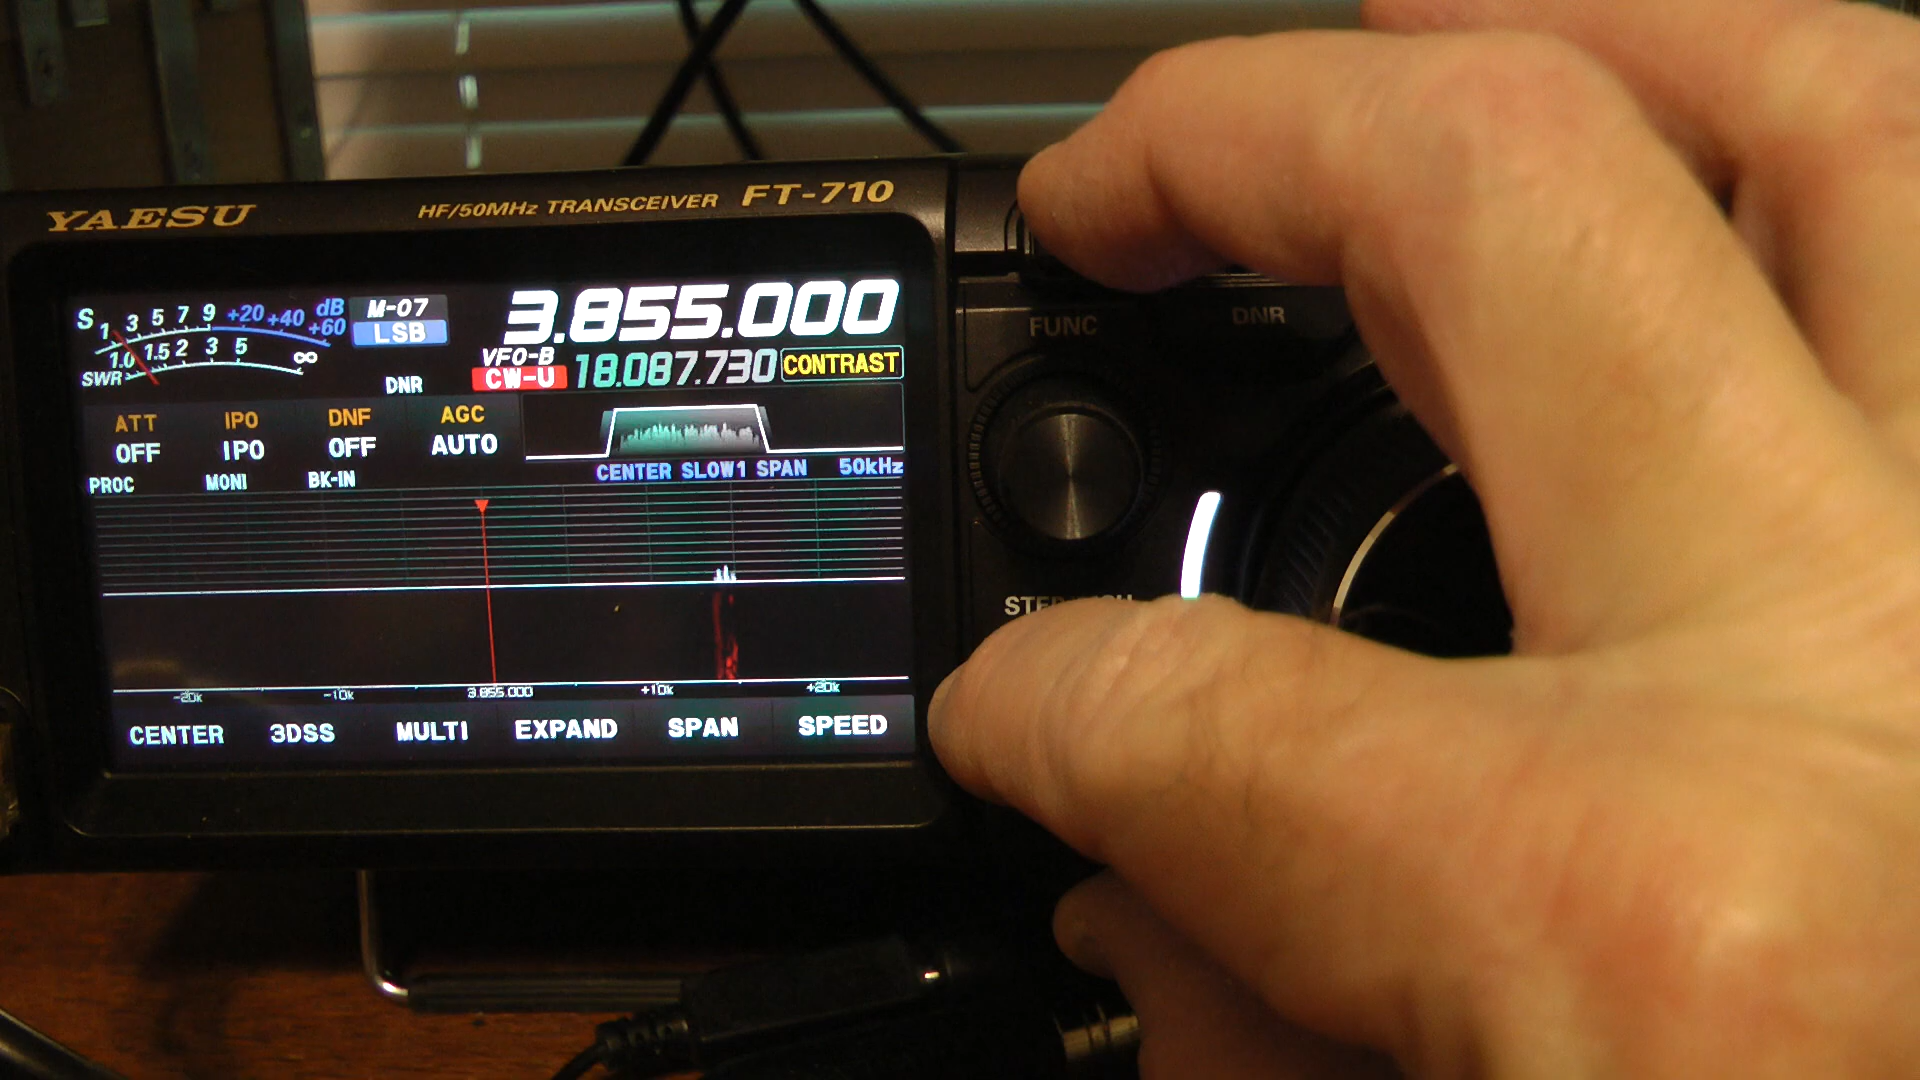 YAESU HF/50MHz TRANSCEIVER FT-710
S 1 3 5 7 9 +20 +40 +60 dB
M-07
LSB
3.855.000
SWR 1.0 1.5 2 3 5 ∞
DNR
VFO-B
CW-U
18.087.730
CONTRAST
ATT IPO DNF AGC
OFF IPO OFF AUTO
PROC MONI BK-IN
CENTER SLOW1 SPAN 50kHz
-20k -10k 3.855.000 +10k +20k
CENTER 3DSS MULTI EXPAND SPAN SPEED
FUNC
DNR